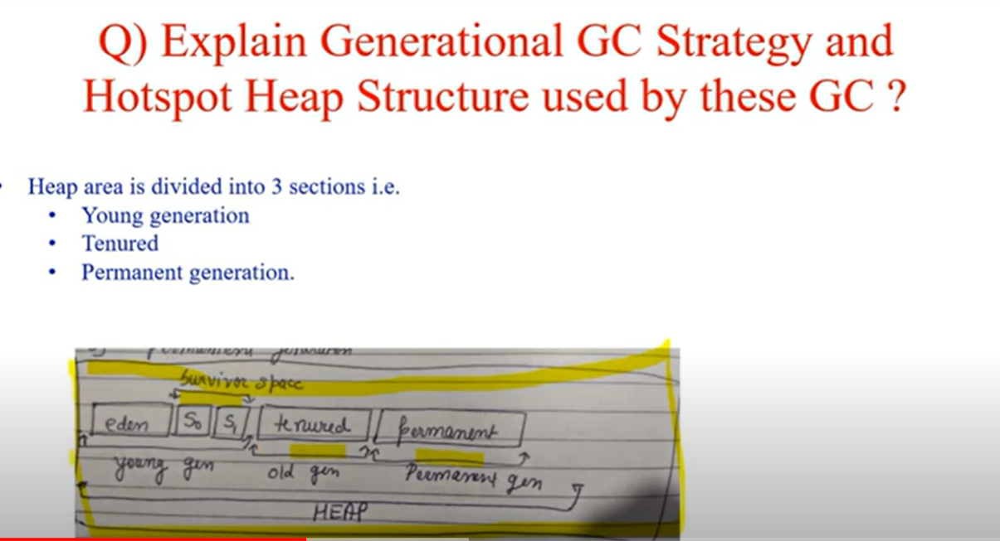 Q) Explain Generational GC Strategy and
Hotspot Heap Structure used by these GC ?
Heap area is divided into 3 sections i.e.
• Young generation
• Tenured
• Permanent generation.
Survivor space
eden S0 S1 tenured permanent
young gen old gen Permanent gen
HEAP